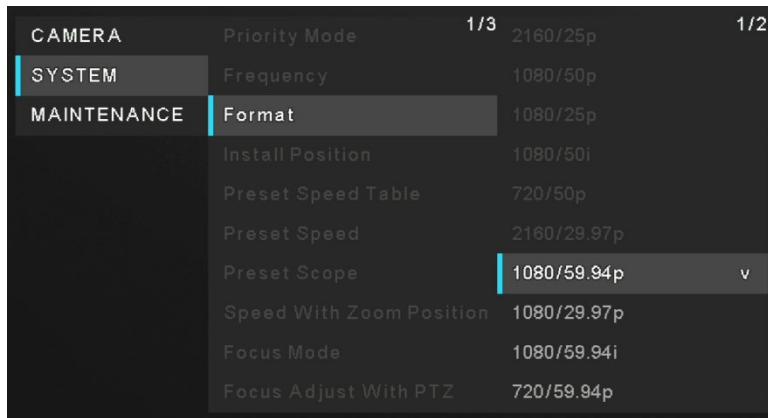 CAMERA
SYSTEM
MAINTENANCE
1/3
Priority Mode
Frequency
Format
Install Position
Preset Speed Table
Preset Speed
Preset Scope
Speed With Zoom Position
Focus Mode
Focus Adjust With PTZ
1/2
2160/25p
1080/50p
1080/25p
1080/50i
720/50p
2160/29.97p
1080/59.94p v
1080/29.97p
1080/59.94i
720/59.94p